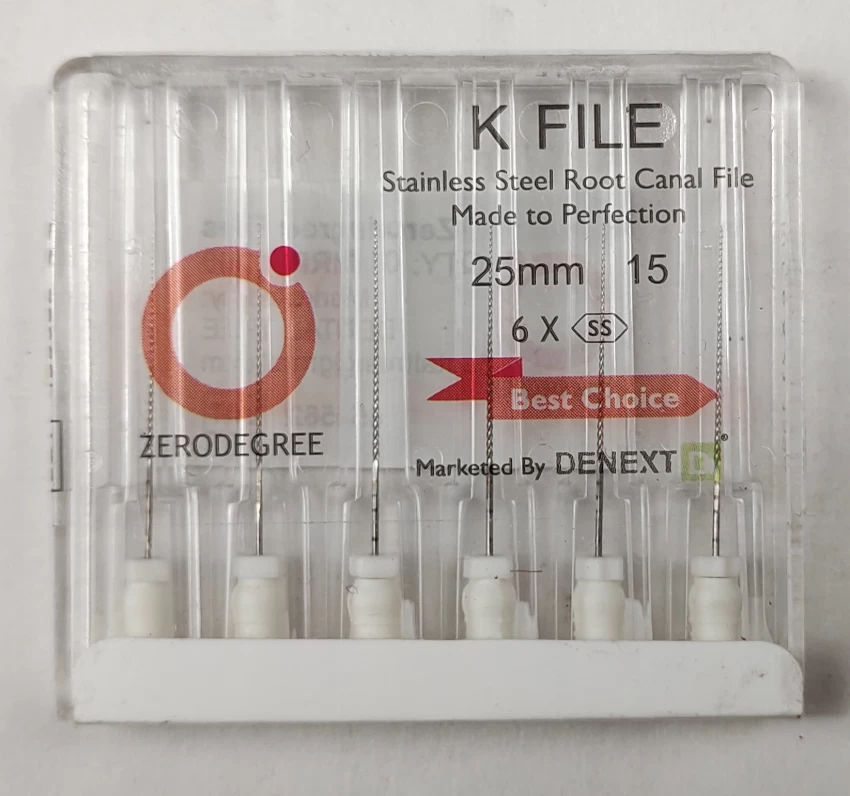 K FILE
Stainless Steel Root Canal File
Made to Perfection
25mm 15
6 X SS
Best Choice
ZERODEGREE
Marketed By DENEXT ®